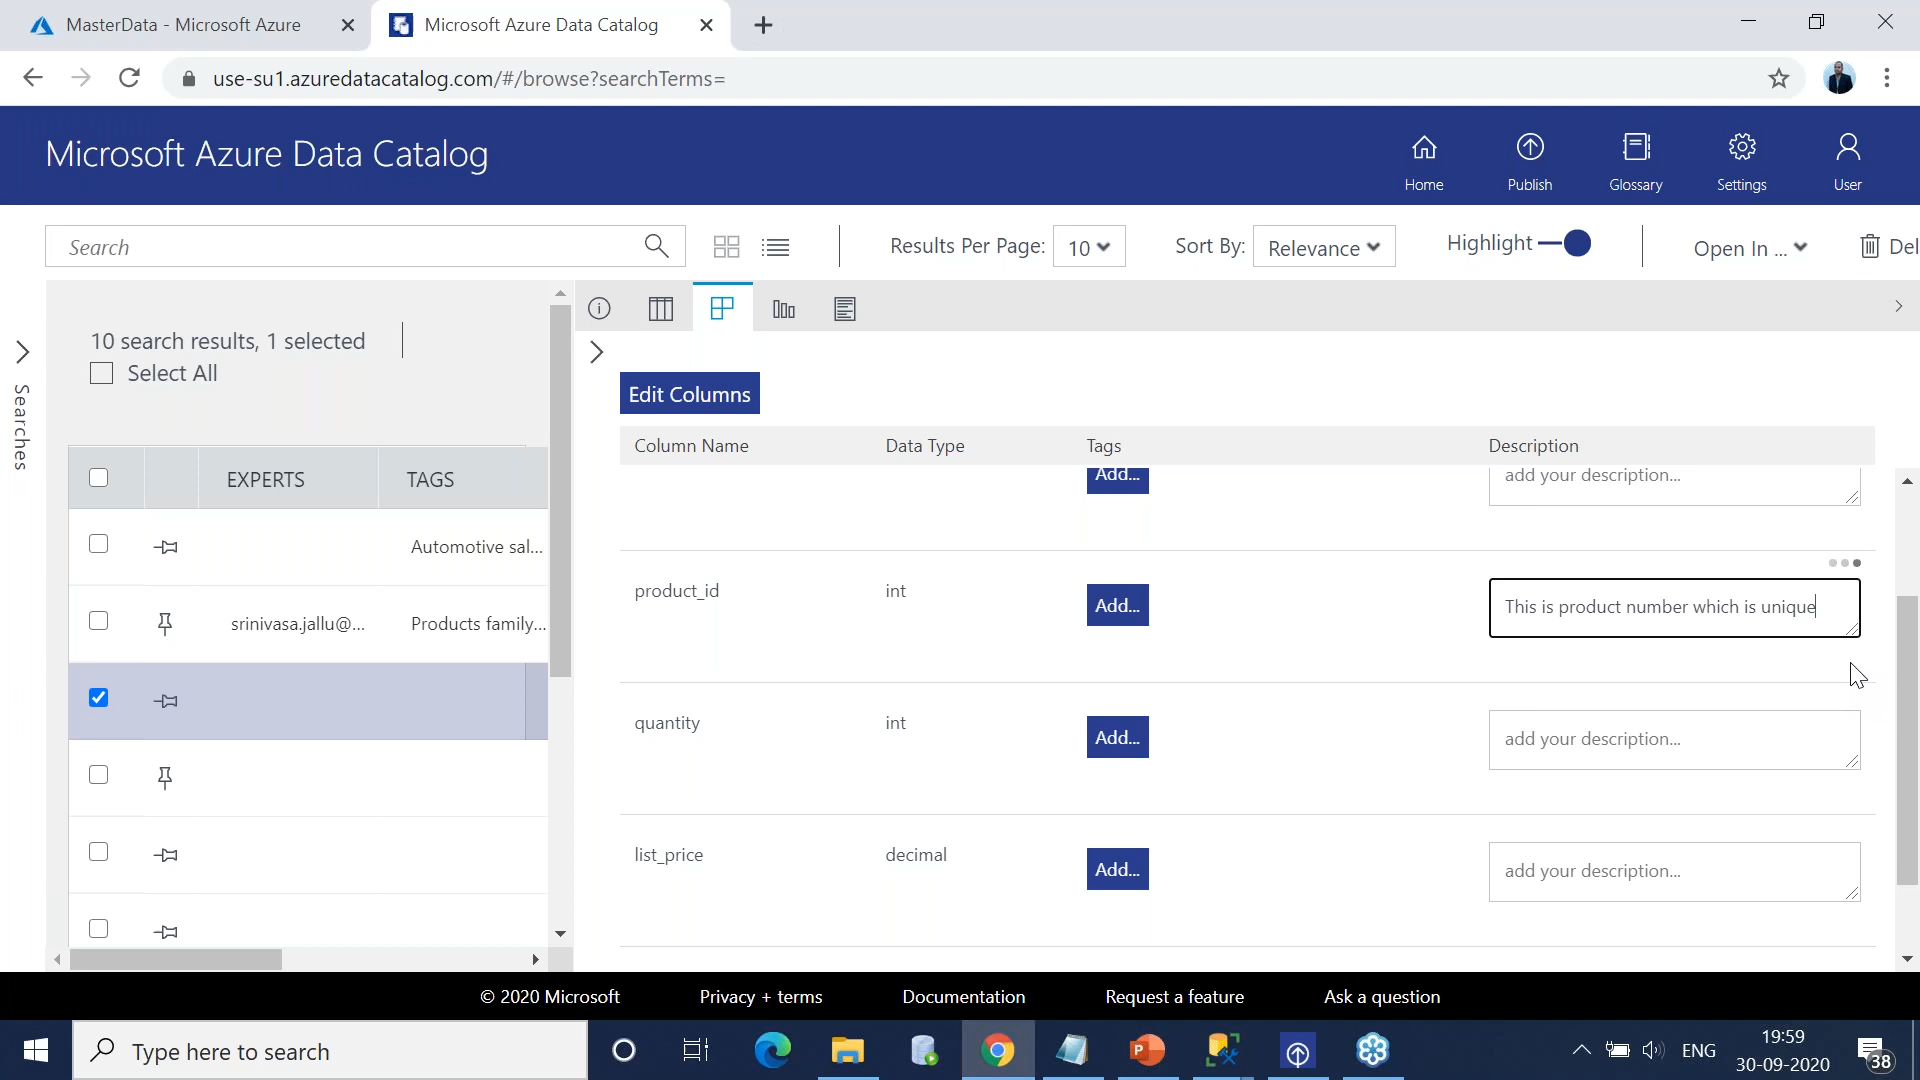 MasterData - Microsoft Azure
Microsoft Azure Data Catalog
use-su1.azuredatacatalog.com/#/browse?searchTerms=
Microsoft Azure Data Catalog
Home
Publish
Glossary
Settings
User
Search
Results Per Page:
10
Sort By:
Relevance
Highlight
Open In ...
Del
Searches
10 search results, 1 selected
Select All
EXPERTS
TAGS
Automotive sal...
srinivasa.jallu@...
Products family...
Edit Columns
Column Name
Data Type
Tags
Description
Add...
add your description...
product_id
int
Add...
This is product number which is unique
quantity
int
Add...
add your description...
list_price
decimal
Add...
add your description...
© 2020 Microsoft
Privacy + terms
Documentation
Request a feature
Ask a question
Type here to search
ENG
19:59
30-09-2020
38